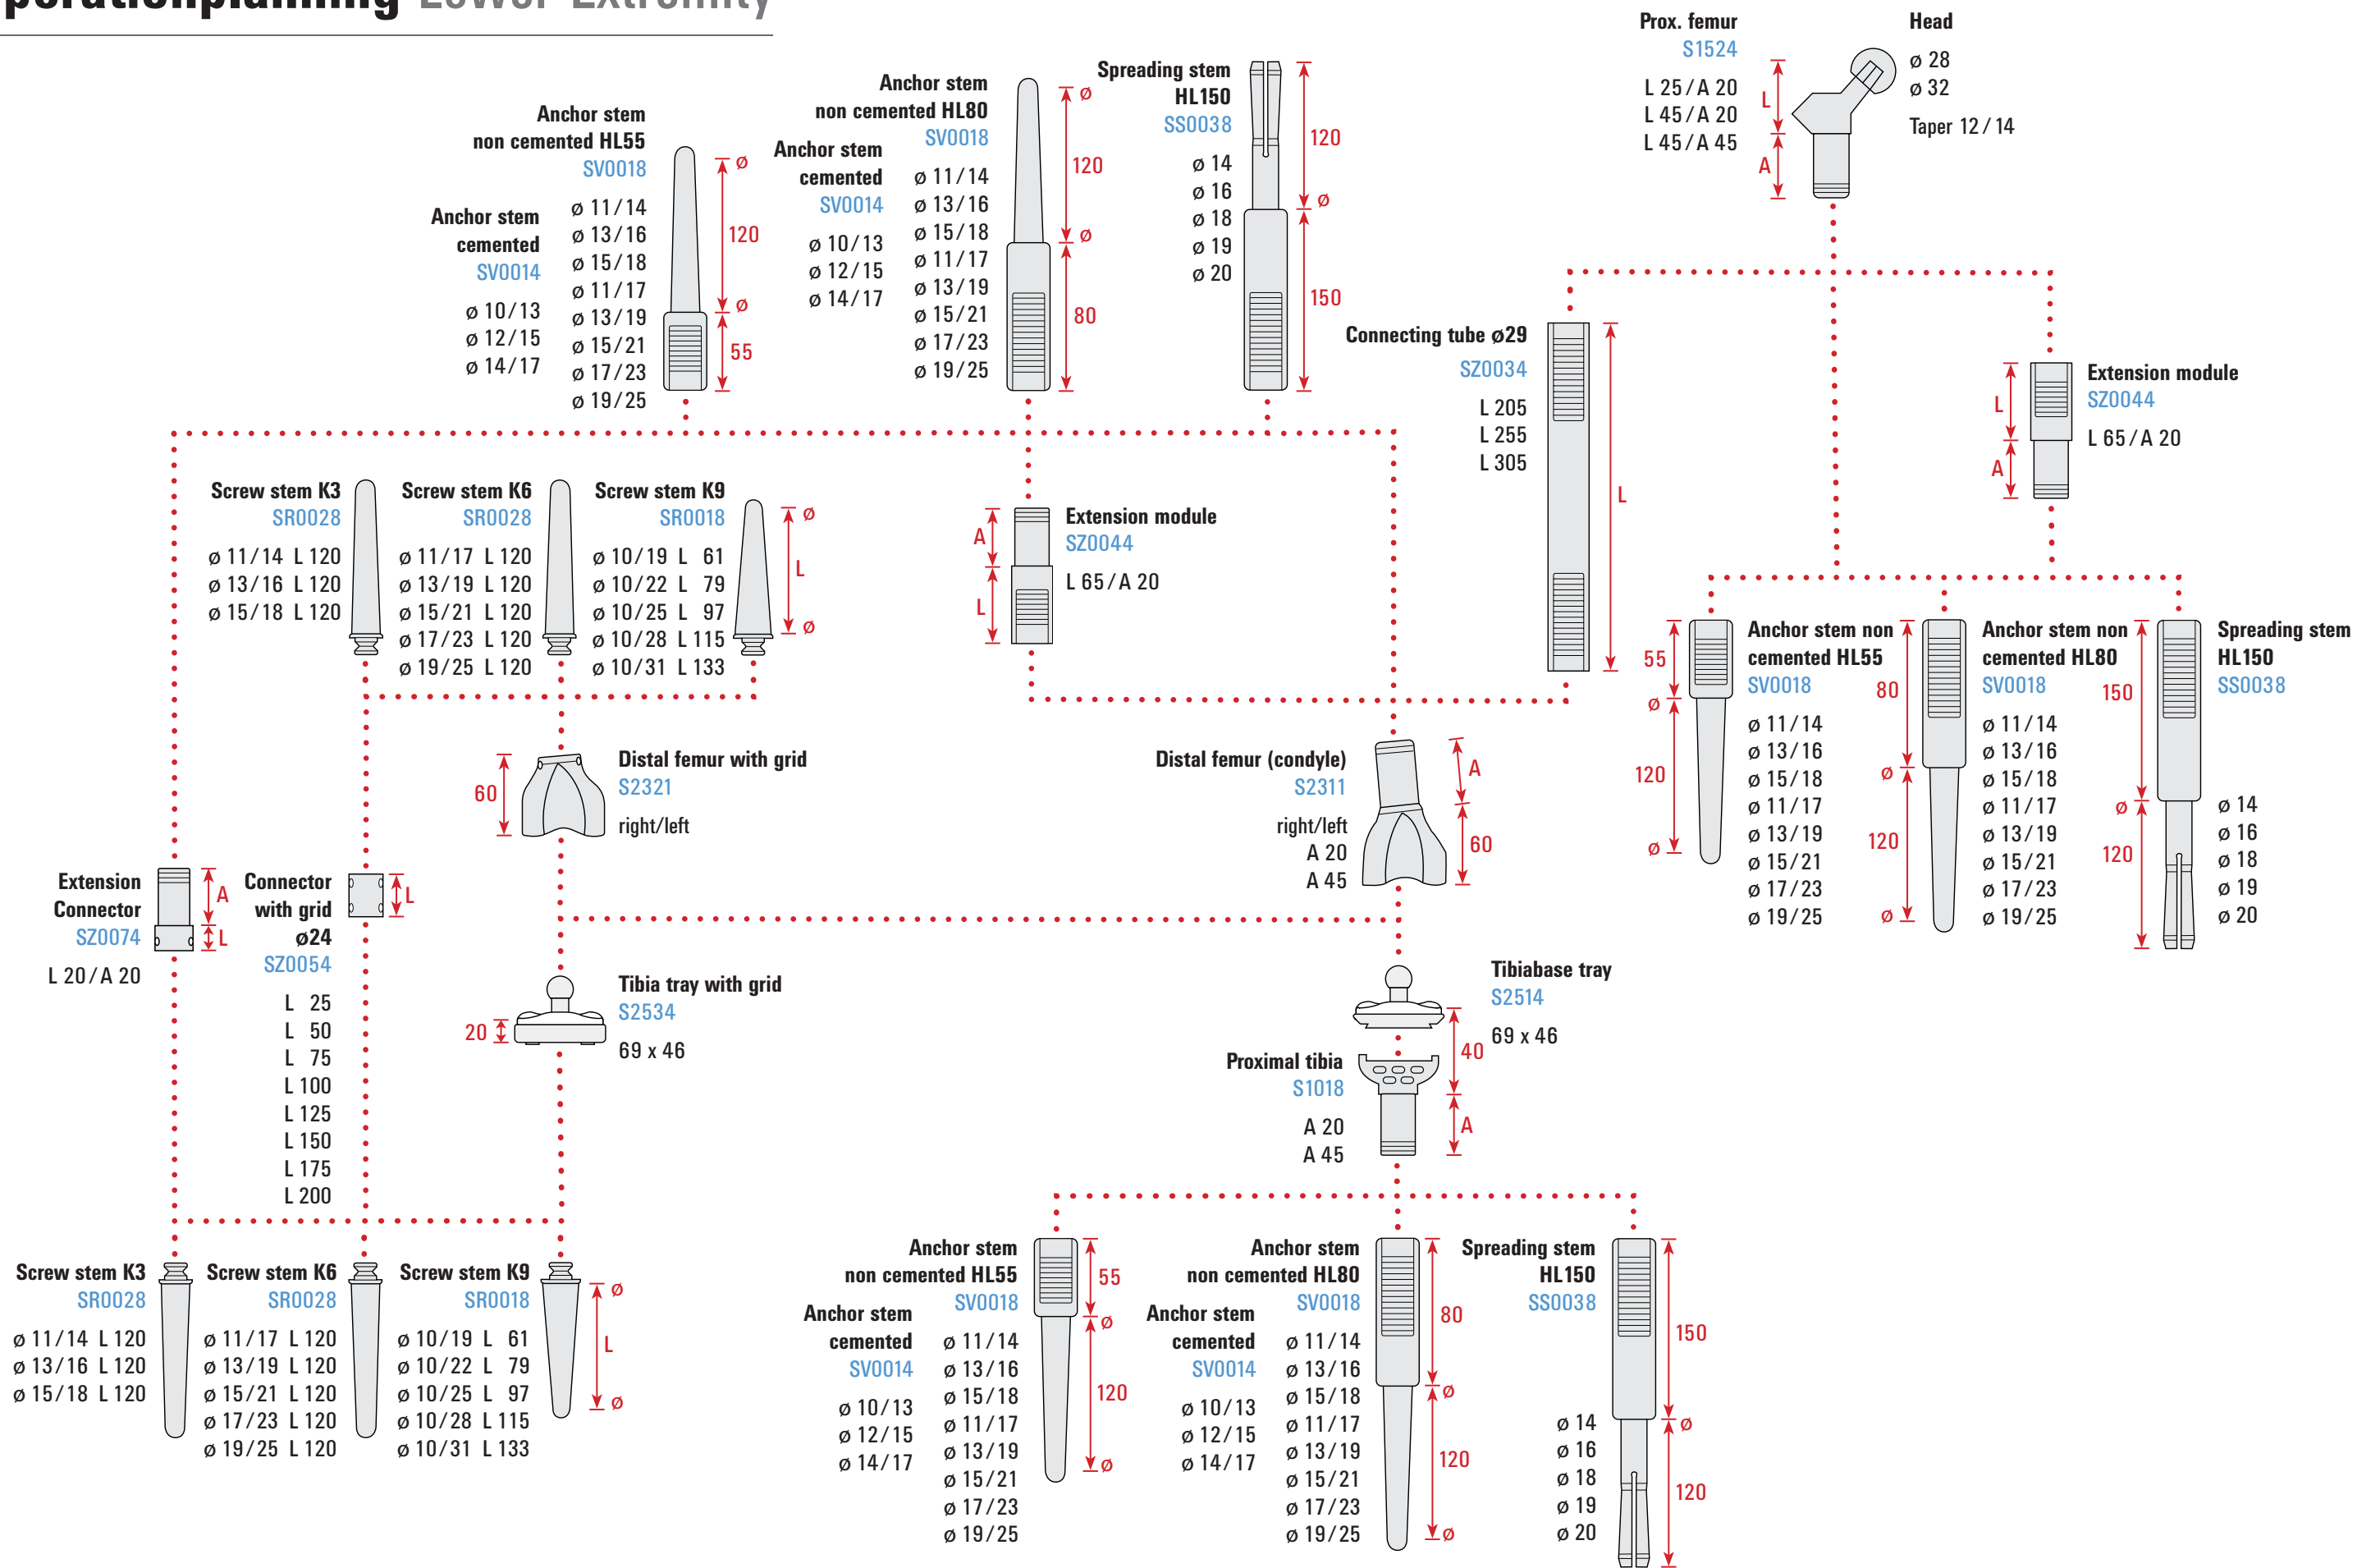 perationplanning Lower Extremity
Prox. femur
S1524
L 25/A 20
L 45/A 20
L 45/A 45
L
A
Head
ø 28
ø 32
Taper 12/14
Anchor stem
non cemented HL55
SV0018
ø 11/14
ø 13/16
ø 15/18
ø 11/17
ø 13/19
ø 15/21
ø 17/23
ø 19/25
Anchor stem
cemented
SV0014
ø 10/13
ø 12/15
ø 14/17
ø
120
ø
55
Anchor stem
non cemented HL80
SV0018
ø 11/14
ø 13/16
ø 15/18
ø 11/17
ø 13/19
ø 15/21
ø 17/23
ø 19/25
Anchor stem
cemented
SV0014
ø 10/13
ø 12/15
ø 14/17
ø
120
ø
80
Spreading stem
HL150
SS0038
ø 14
ø 16
ø 18
ø 19
ø 20
120
ø
150
Connecting tube ø29
SZ0034
L 205
L 255
L 305
L
Extension module
SZ0044
L 65/A 20
L
A
Screw stem K3
SR0028
ø 11/14 L 120
ø 13/16 L 120
ø 15/18 L 120
Screw stem K6
SR0028
ø 11/17 L 120
ø 13/19 L 120
ø 15/21 L 120
ø 17/23 L 120
ø 19/25 L 120
Screw stem K9
SR0018
ø 10/19 L 61
ø 10/22 L 79
ø 10/25 L 97
ø 10/28 L 115
ø 10/31 L 133
ø
L
ø
Extension module
SZ0044
L 65/A 20
A
L
55
ø
120
ø
Anchor stem non
cemented HL55
SV0018
ø 11/14
ø 13/16
ø 15/18
ø 11/17
ø 13/19
ø 15/21
ø 17/23
ø 19/25
80
ø
120
ø
Anchor stem non
cemented HL80
SV0018
ø 11/14
ø 13/16
ø 15/18
ø 11/17
ø 13/19
ø 15/21
ø 17/23
ø 19/25
150
ø
120
Spreading stem
HL150
SS0038
ø 14
ø 16
ø 18
ø 19
ø 20
Distal femur with grid
S2321
right/left
60
Distal femur (condyle)
S2311
right/left
A 20
A 45
A
60
Extension
Connector
SZ0074
L 20/A 20
A
L
Connector
with grid
ø24
SZ0054
L 25
L 50
L 75
L 100
L 125
L 150
L 175
L 200
L
Tibia tray with grid
S2534
69 x 46
20
Tibiabase tray
S2514
69 x 46
40
Proximal tibia
S1018
A 20
A 45
A
Screw stem K3
SR0028
ø 11/14 L 120
ø 13/16 L 120
ø 15/18 L 120
Screw stem K6
SR0028
ø 11/17 L 120
ø 13/19 L 120
ø 15/21 L 120
ø 17/23 L 120
ø 19/25 L 120
Screw stem K9
SR0018
ø 10/19 L 61
ø 10/22 L 79
ø 10/25 L 97
ø 10/28 L 115
ø 10/31 L 133
ø
L
ø
Anchor stem
non cemented HL55
SV0018
ø 11/14
ø 13/16
ø 15/18
ø 11/17
ø 13/19
ø 15/21
ø 17/23
ø 19/25
Anchor stem
cemented
SV0014
ø 10/13
ø 12/15
ø 14/17
55
ø
120
ø
Anchor stem
non cemented HL80
SV0018
ø 11/14
ø 13/16
ø 15/18
ø 11/17
ø 13/19
ø 15/21
ø 17/23
ø 19/25
Anchor stem
cemented
SV0014
ø 10/13
ø 12/15
ø 14/17
80
ø
120
ø
Spreading stem
HL150
SS0038
ø 14
ø 16
ø 18
ø 19
ø 20
150
ø
120